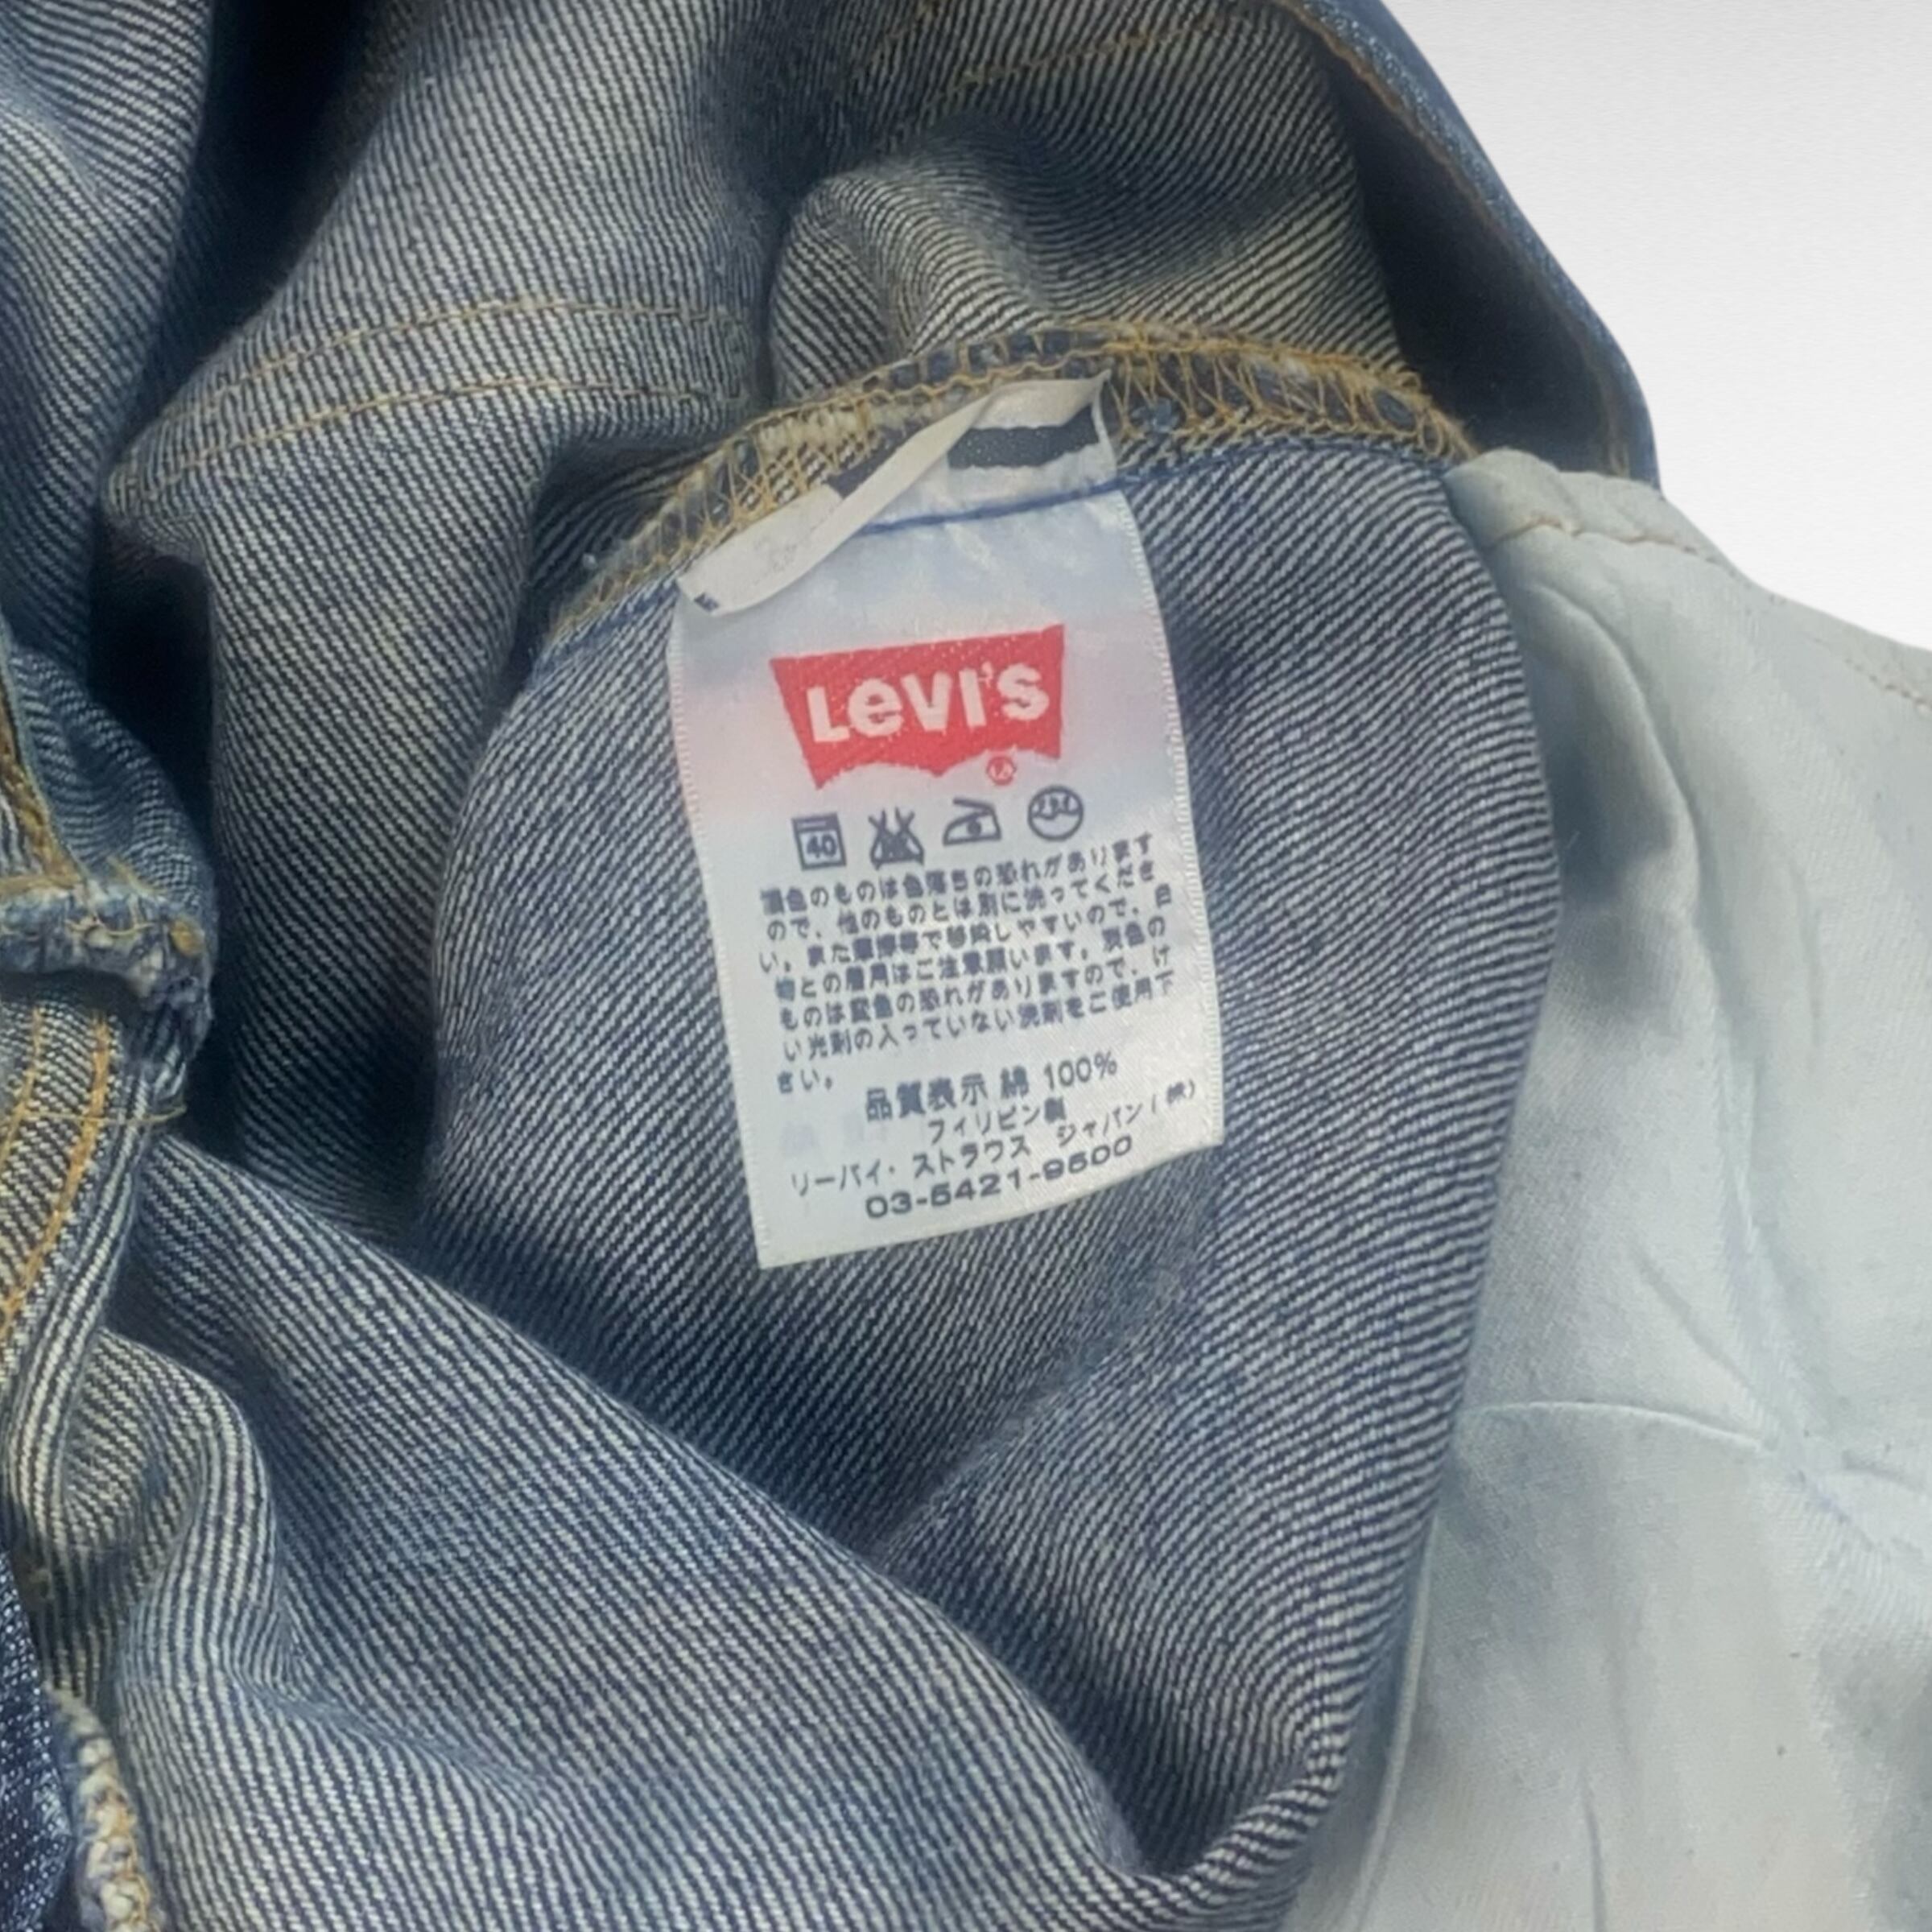 LEVI'S
40
濃色のものは色落ちの恐れがあります
ので、他のものとは別に洗ってくださ
い。また摩擦等で移染しやすいので、白
物との着用はご注意願います。淡色の
ものは変色の恐れがありますので、け
い光剤の入っていない洗剤をご使用下
さい。
品質表示 綿 100%
フィリピン製
リーバイ・ストラウス ジャパン(株)
03-5421-9500